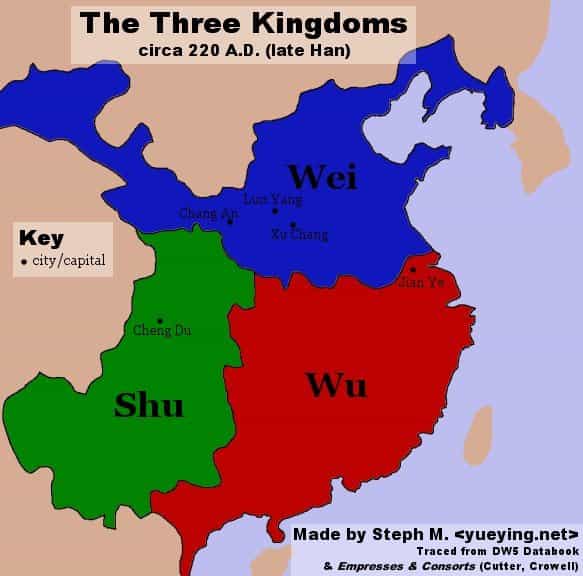 The Three Kingdoms
circa 220 A.D. (late Han)
Wei
Luo Yang
Chang An
Xu Chang
Key
• city/capital
Jian Ye
Cheng Du
Wu
Shu
Made by Steph M. <yueying.net>
Traced from DW5 Databook
& Empresses & Consorts (Cutter, Crowell)